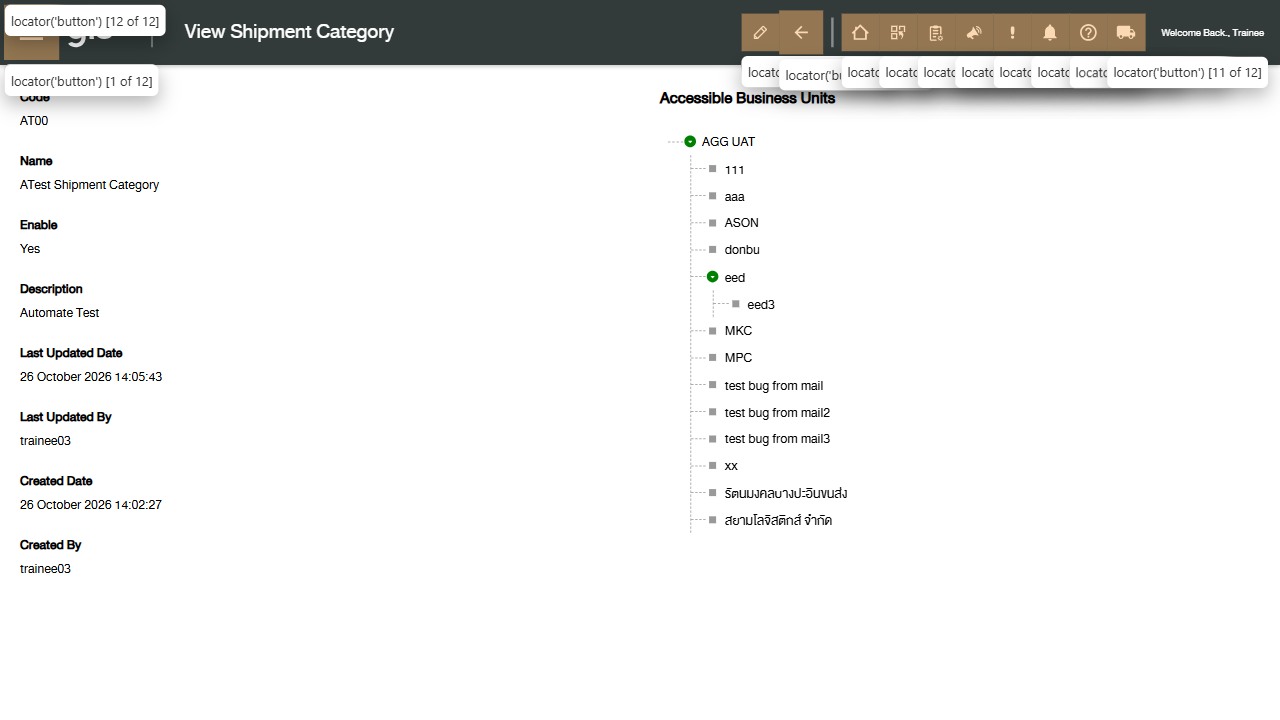 locator('button') [12 of 12]
View Shipment Category
Welcome Back., Trainee
locator('button') [1 of 12]
locator('button') [11 of 12]
Code
AT00
Name
ATest Shipment Category
Enable
Yes
Description
Automate Test
Last Updated Date
26 October 2026 14:05:43
Last Updated By
trainee03
Created Date
26 October 2026 14:02:27
Created By
trainee03
Accessible Business Units
AGG UAT
111
aaa
ASON
donbu
eed
eed3
MKC
MPC
test bug from mail
test bug from mail2
test bug from mail3
xx
รัตนมงคลบางปะอินขนส่ง
สยามโลจิสติกส์ จำกัด